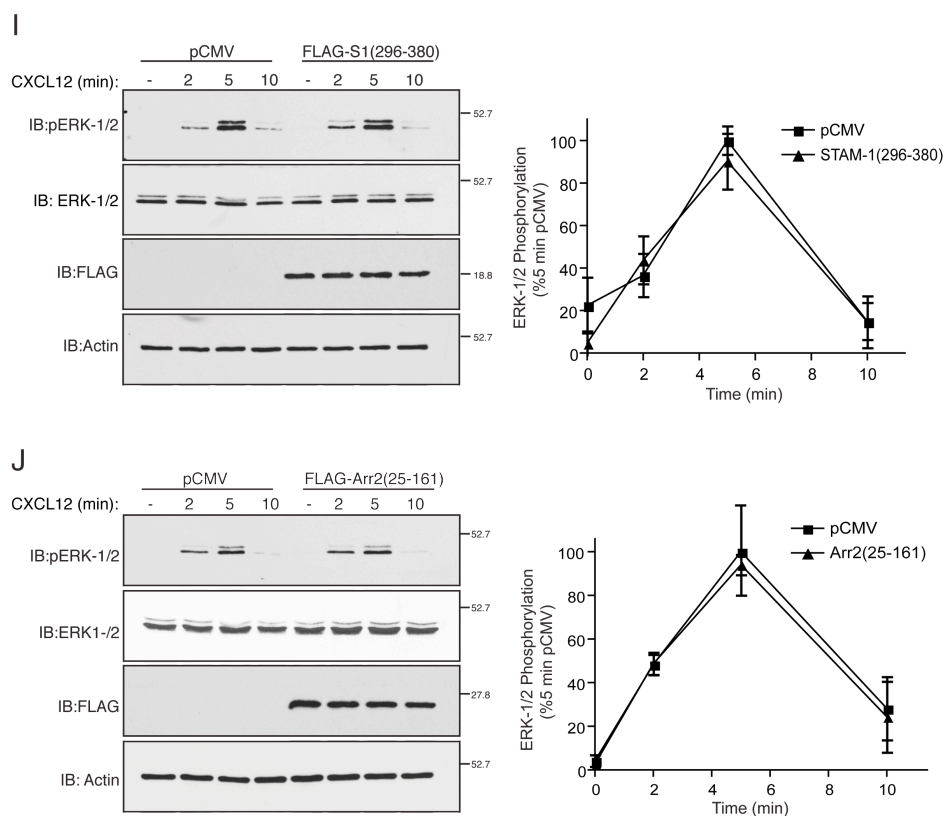 I
pCMV FLAG-S1(296-380)
CXCL12 (min): - 2 5 10 - 2 5 10
IB:pERK-1/2
52.7
IB: ERK-1/2
52.7
IB:FLAG
18.8
IB:Actin
52.7
ERK-1/2 Phosphorylation
(%5 min pCMV)
100
80
60
40
20
0
0 2 4 6 8 10
Time (min)
pCMV
STAM-1(296-380)
J
pCMV FLAG-Arr2(25-161)
CXCL12 (min): - 2 5 10 - 2 5 10
IB:pERK-1/2
52.7
IB:ERK1-/2
52.7
IB:FLAG
27.8
IB: Actin
52.7
ERK-1/2 Phosphorylation
(%5 min pCMV)
100
80
60
40
20
0
0 2 4 6 8 10
Time (min)
pCMV
Arr2(25-161)